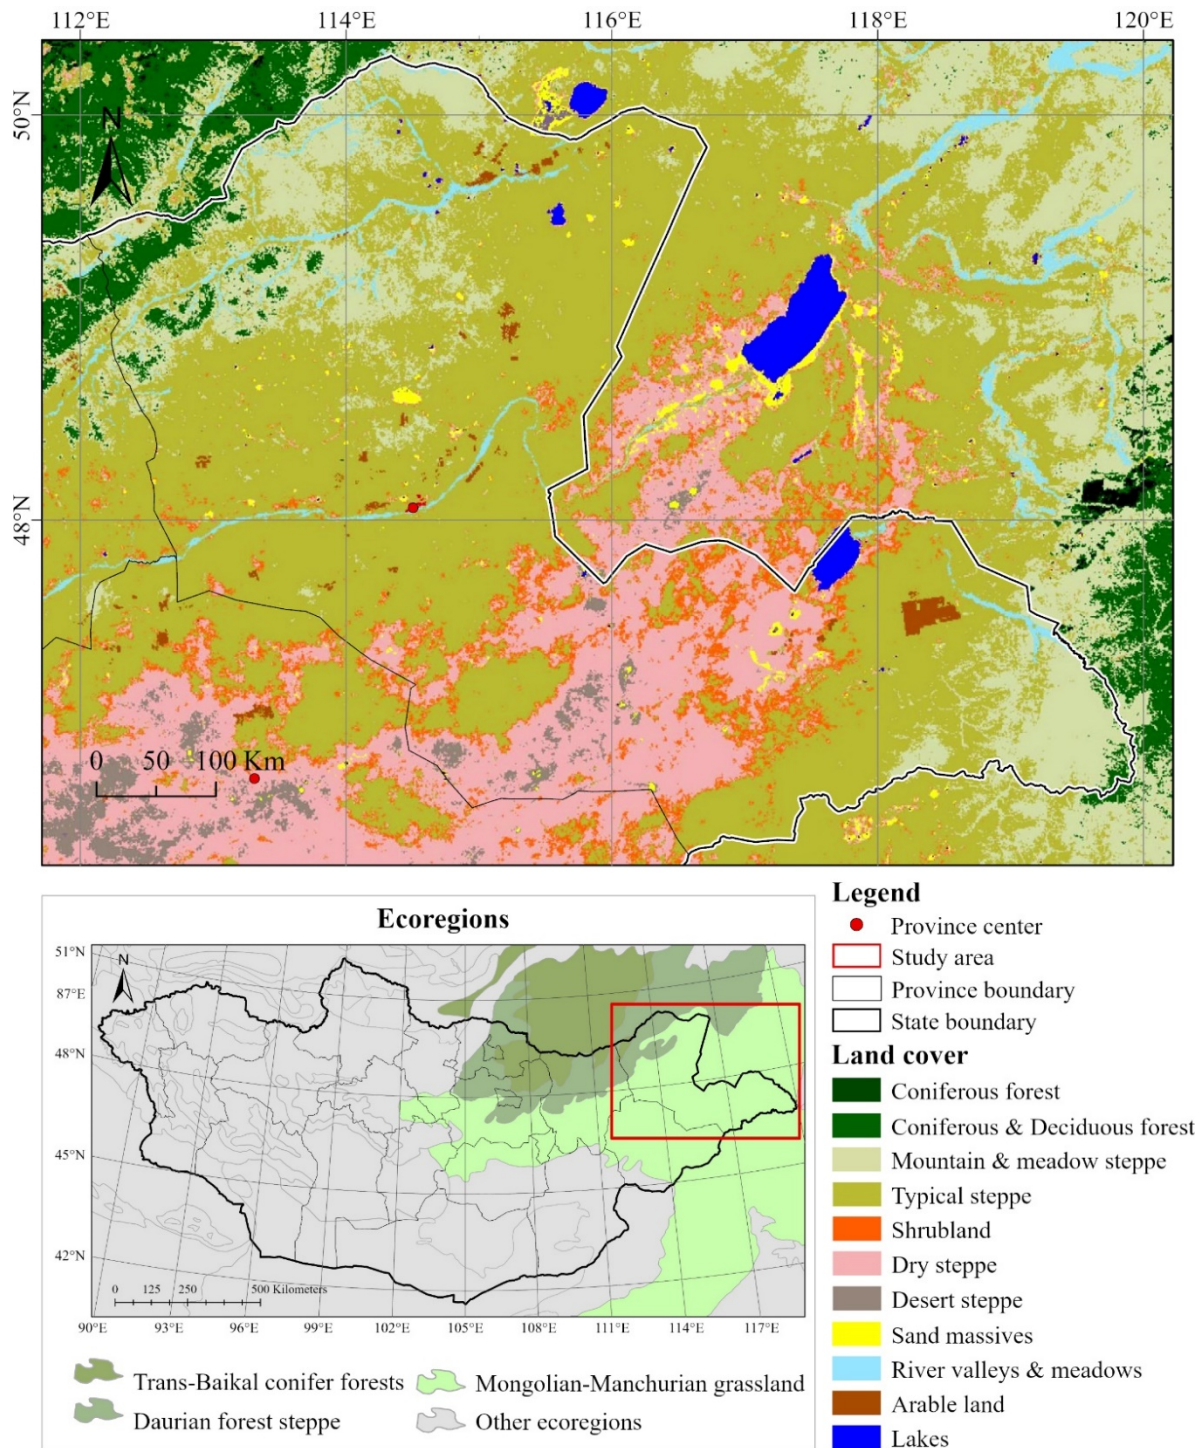 112°E 114°E 116°E 118°E 120°E
50°N
N
48°N
0 50 100 Km
Ecoregions
51°N
N
87°E
48°N
45°N
42°N
0 125 250 500 Kilometers
90°E 93°E 96°E 99°E 102°E 105°E 108°E 111°E 114°E 117°E
Trans-Baikal conifer forests
Mongolian-Manchurian grassland
Daurian forest steppe
Other ecoregions
Legend
Province center
Study area
Province boundary
State boundary
Land cover
Coniferous forest
Coniferous & Deciduous forest
Mountain & meadow steppe
Typical steppe
Shrubland
Dry steppe
Desert steppe
Sand massives
River valleys & meadows
Arable land
Lakes